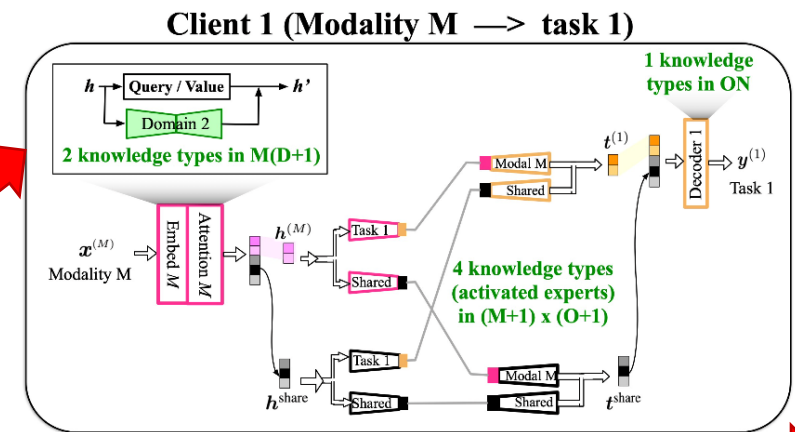 Client 1 (Modality M —> task 1)
h
Query / Value
h'
Domain 2
2 knowledge types in M(D+1)
1 knowledge
types in ON
x^(M)
Modality M
Embed M
Attention M
h^(M)
Task 1
Shared
h^share
Task 1
Shared
Modal M
Shared
t^(1)
4 knowledge types
(activated experts)
in (M+1) x (O+1)
Modal M
Shared
t^share
Decoder 1
y^(1)
Task 1